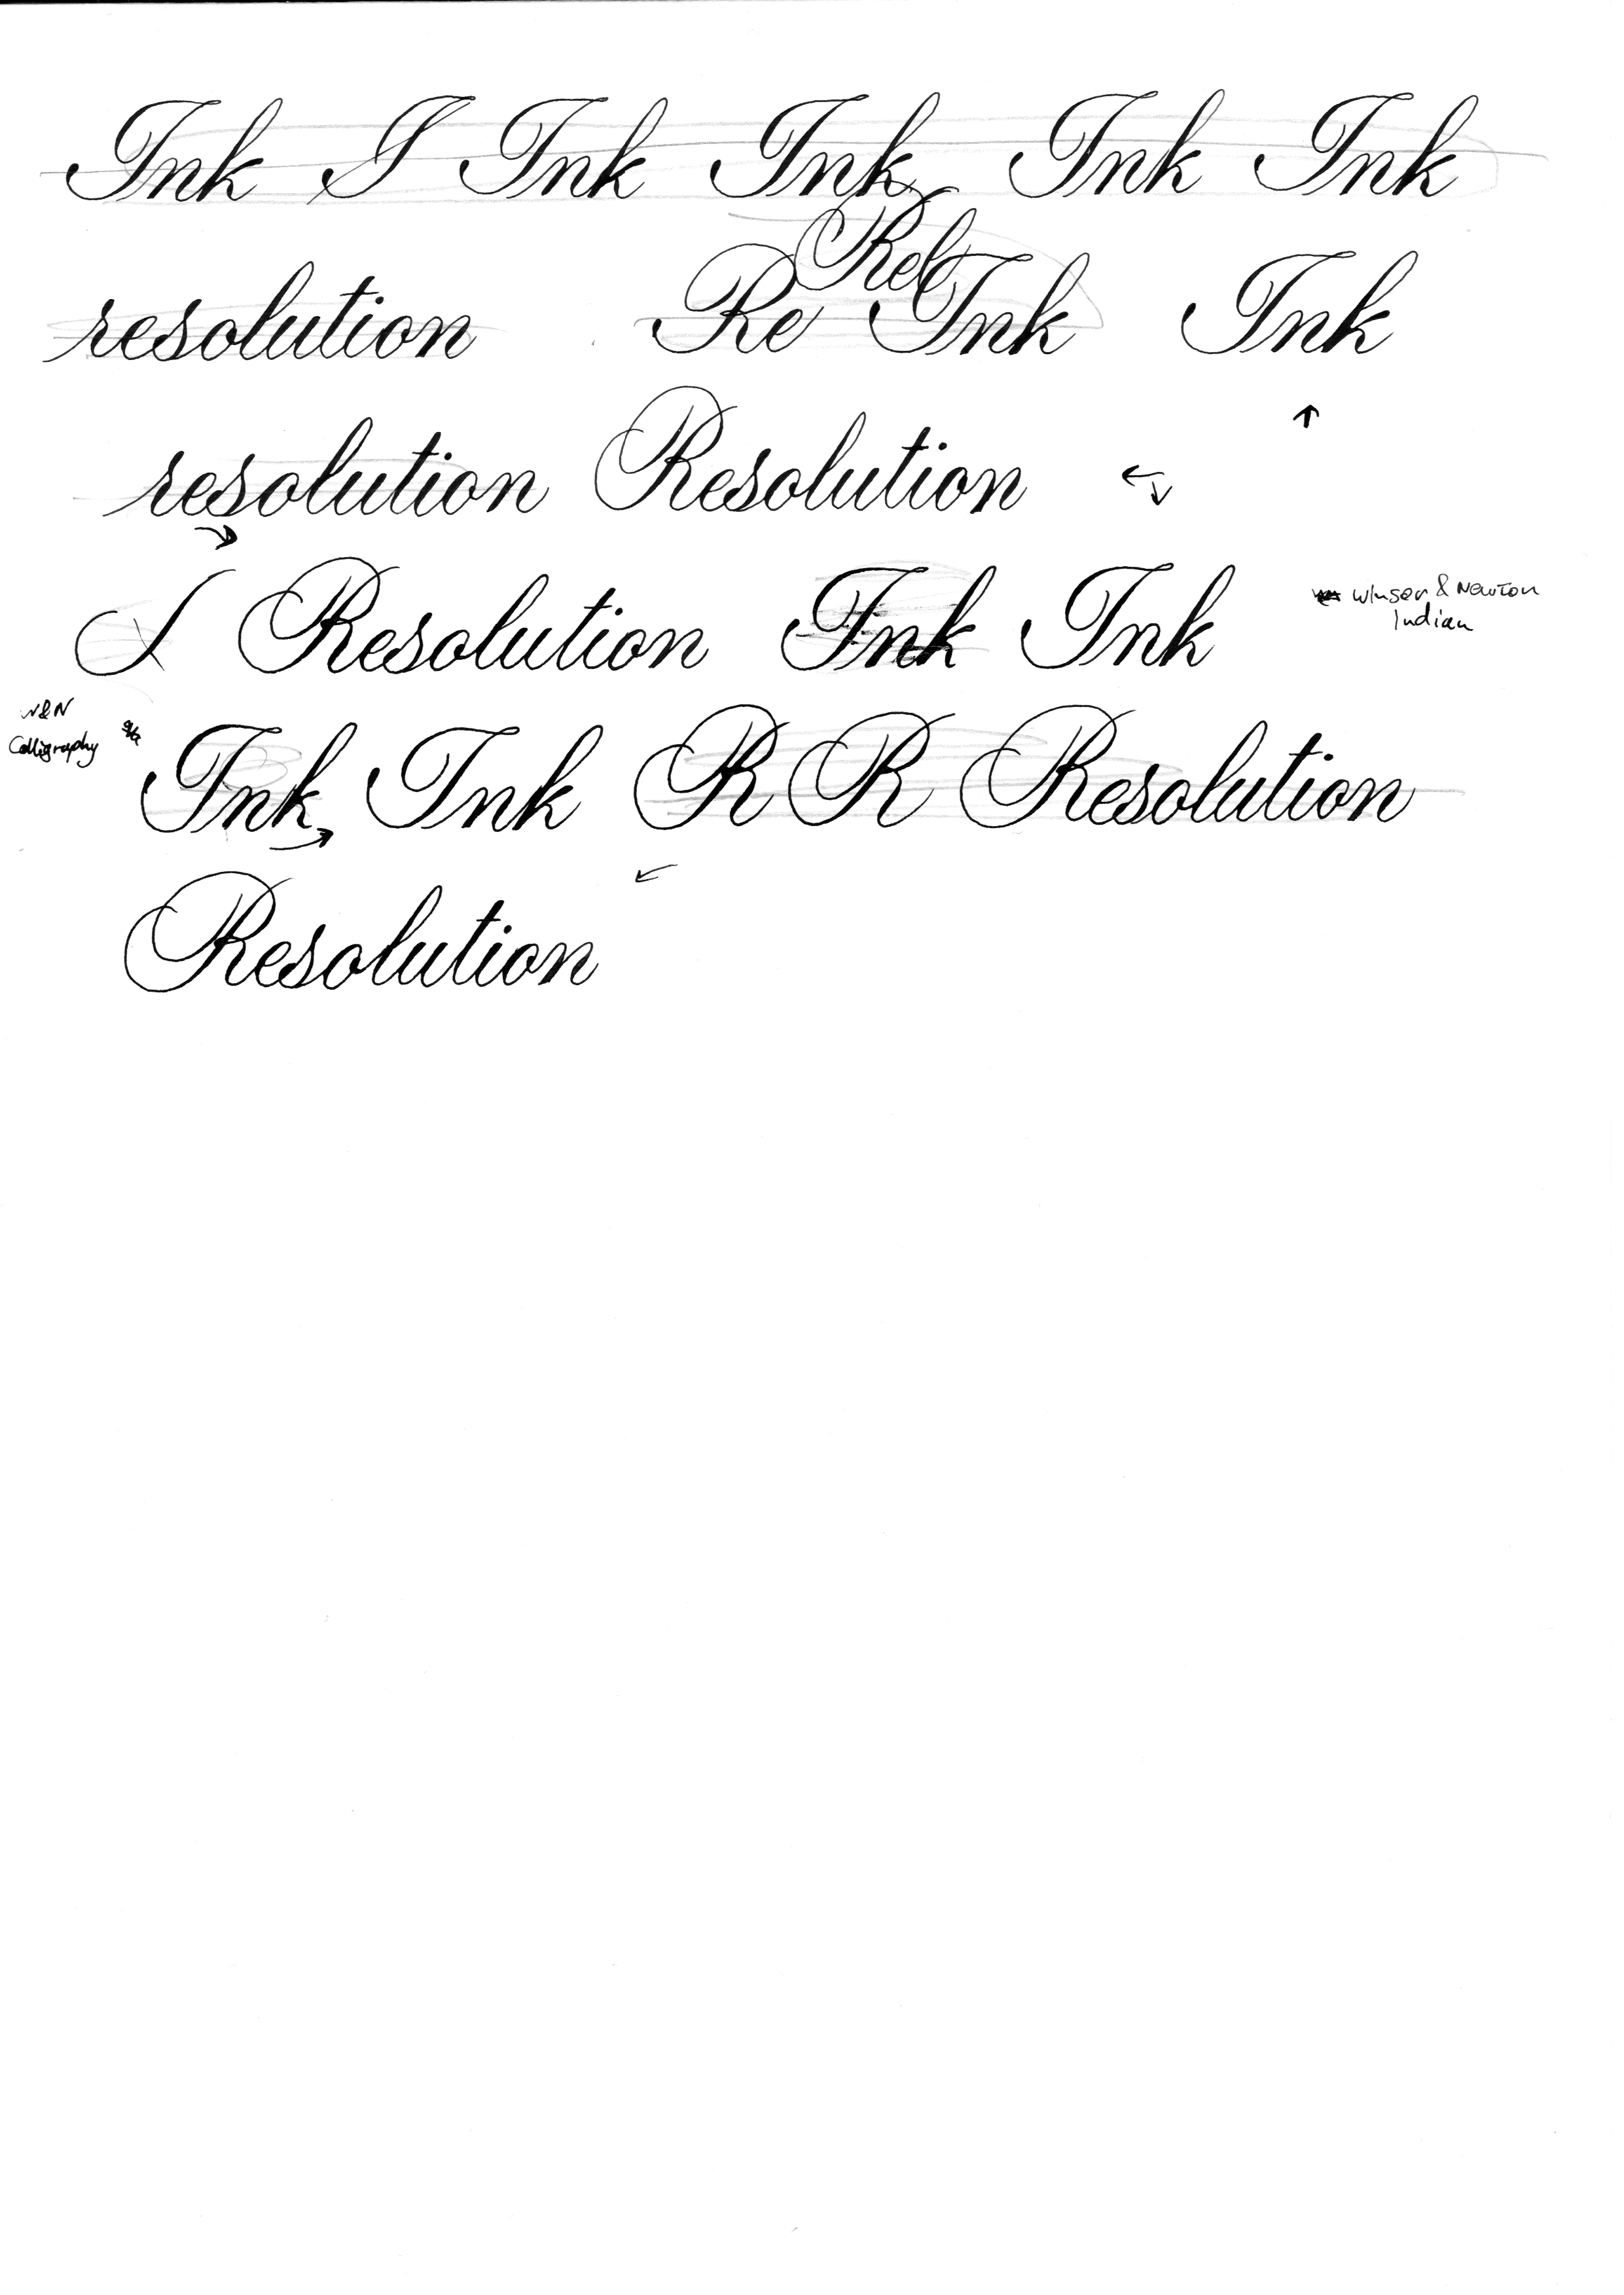 Ink I Ink Ink Ink Ink
Rel
resolution Re Ink Ink
↑
resolution Resolution
I Resolution Ink Ink
Winsor & Newton
Indian
W&N
Calligraphy
Ink Ink R R Resolution
Resolution